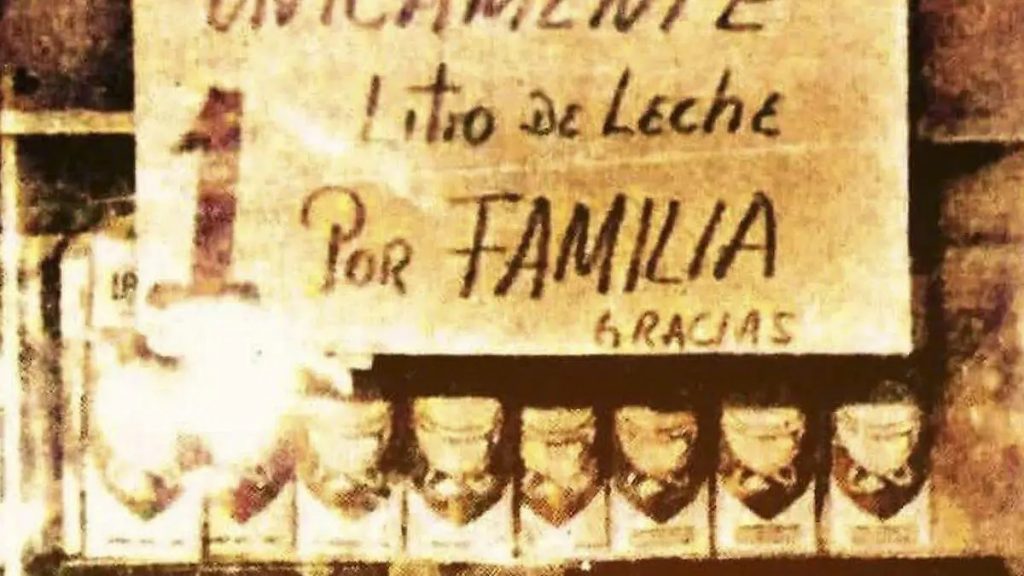 UNICAMENTE
1 Litro DE Leche
Por FAMILIA
GRACIAS